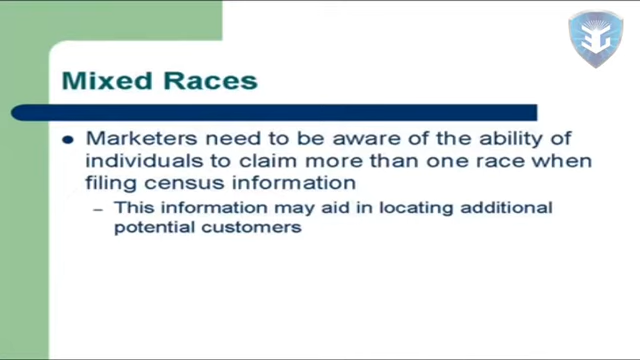 Mixed Races
● Marketers need to be aware of the ability of
individuals to claim more than one race when
filing census information
– This information may aid in locating additional
potential customers